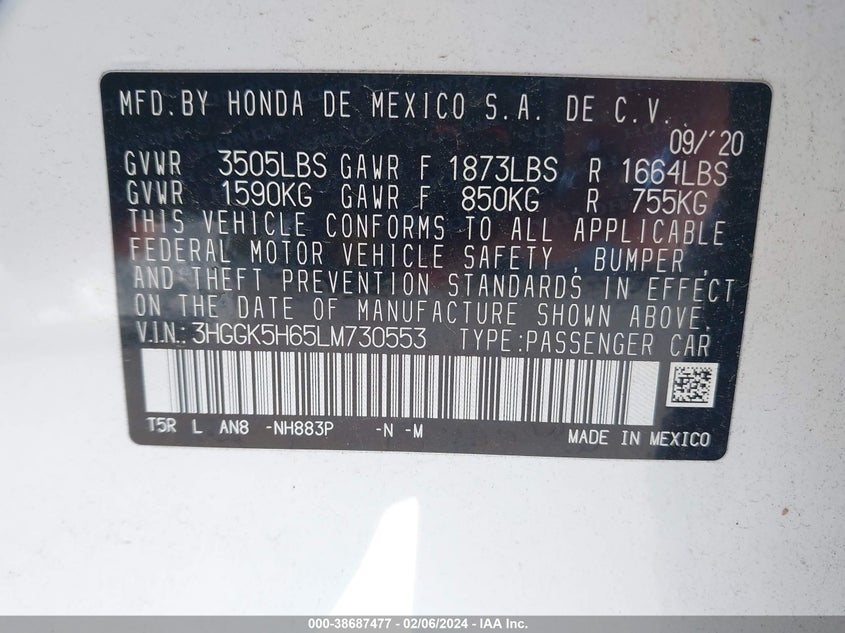 MFD.BY HONDA DE MEXICO S.A. DE C.V.
09/'20
GVWR 3505LBS GAWR F 1873LBS R 1664LBS
GVWR 1590KG GAWR F 850KG R 755KG
THIS VEHICLE CONFORMS TO ALL APPLICABLE
FEDERAL MOTOR VEHICLE SAFETY , BUMPER ,
AND THEFT PREVENTION STANDARDS IN EFFECT
ON THE DATE OF MANUFACTURE SHOWN ABOVE.
V.I.N.: 3HGGK5H65LM730553 TYPE:PASSENGER CAR
T5R L AN8 -NH883P -N -M MADE IN MEXICO
000-38687477 - 02/06/2024 - IAA Inc.